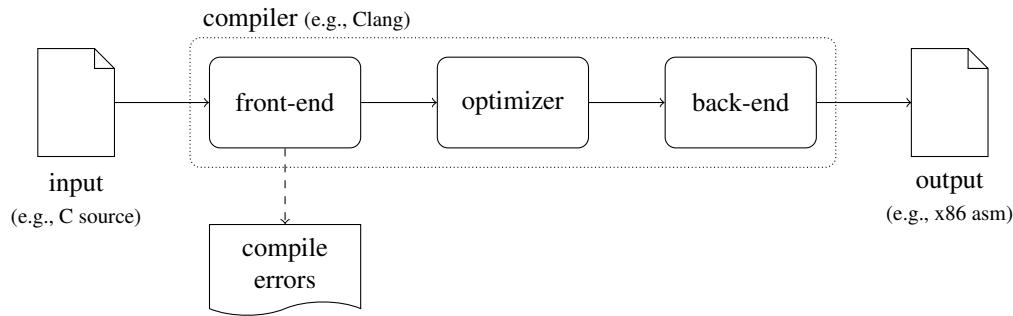 compiler (e.g., Clang)
front-end
optimizer
back-end
input
(e.g., C source)
output
(e.g., x86 asm)
compile
errors